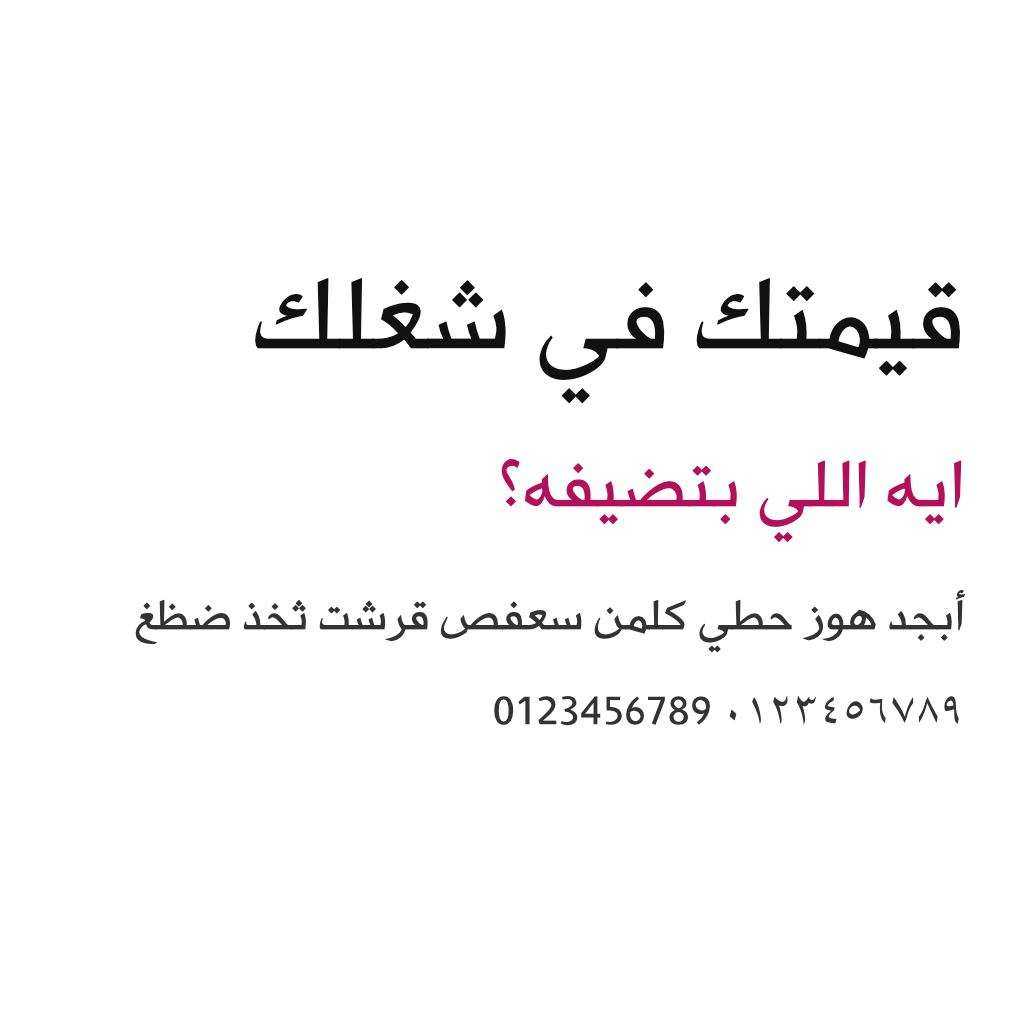 قيمتك في شغلك
ايه اللي بتضيفه؟
أبجد هوز حطي كلمن سعفص قرشت ثخذ ضظغ
0123456789 ٠١٢٣٤٥٦٧٨٩